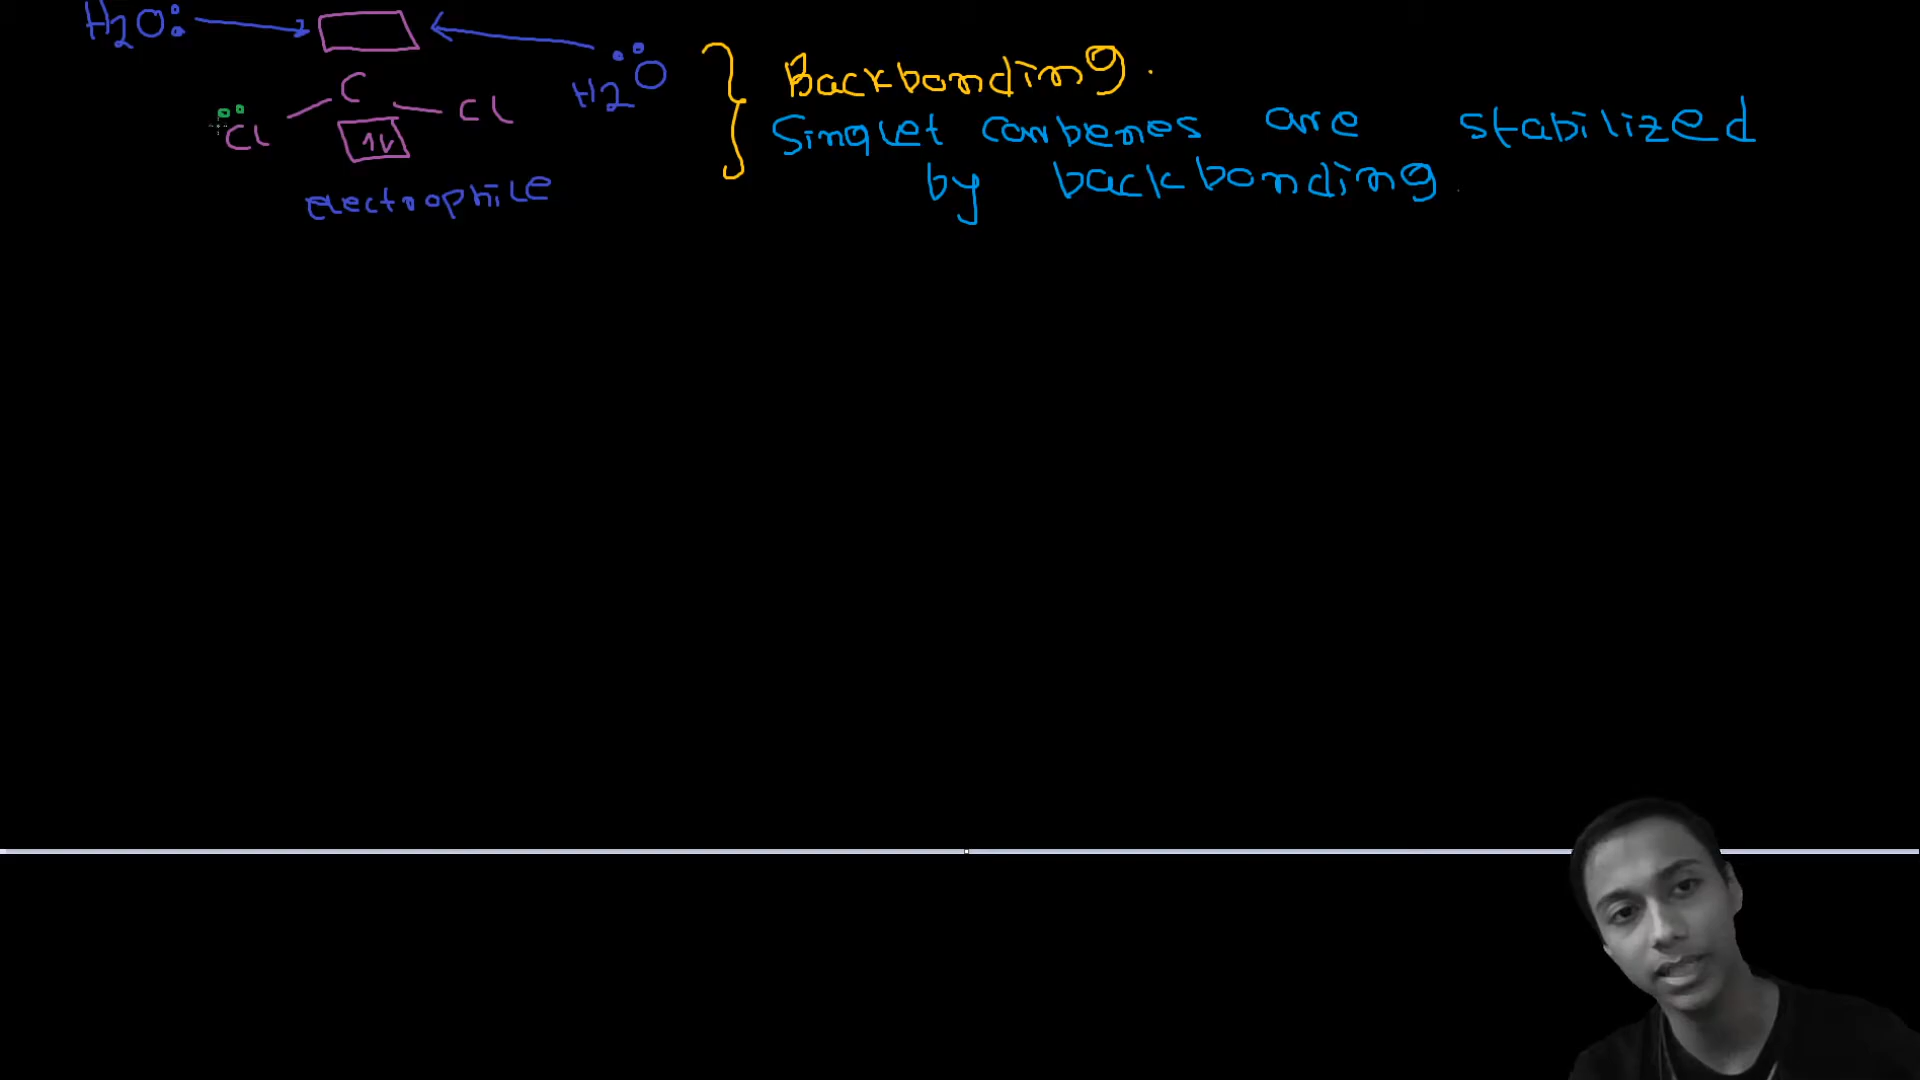 H2O:
:H2O
C
Cl
Cl
1v
electrophile
Backbonding.
Singlet carbenes are stabilized
by backbonding.